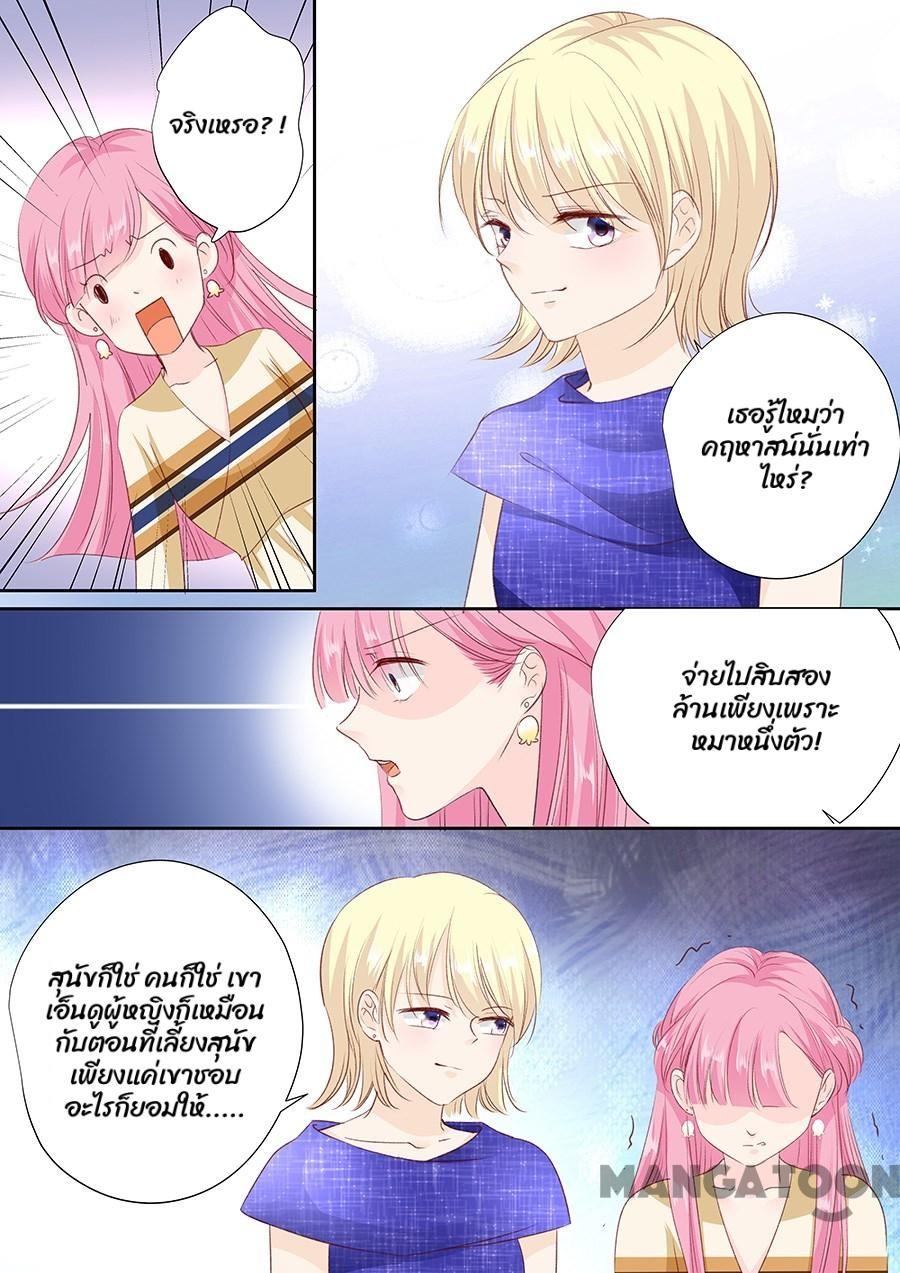 จริงเหรอ? !
เธอรู้ไหมว่า
คฤหาสน์นั่นเท่า
ไหร่?
จ่ายไปสิบสอง
ล้านเพียงเพราะ
หมาหนึ่งตัว!
สุนัขก็ใช่ คนก็ใช่ เขา
เอ็นดูผู้หญิงก็เหมือน
กับตอนที่เลี้ยงสุนัข
เพียงแค่เขาชอบ
อะไรก็ยอมให้.....
MANGATOON